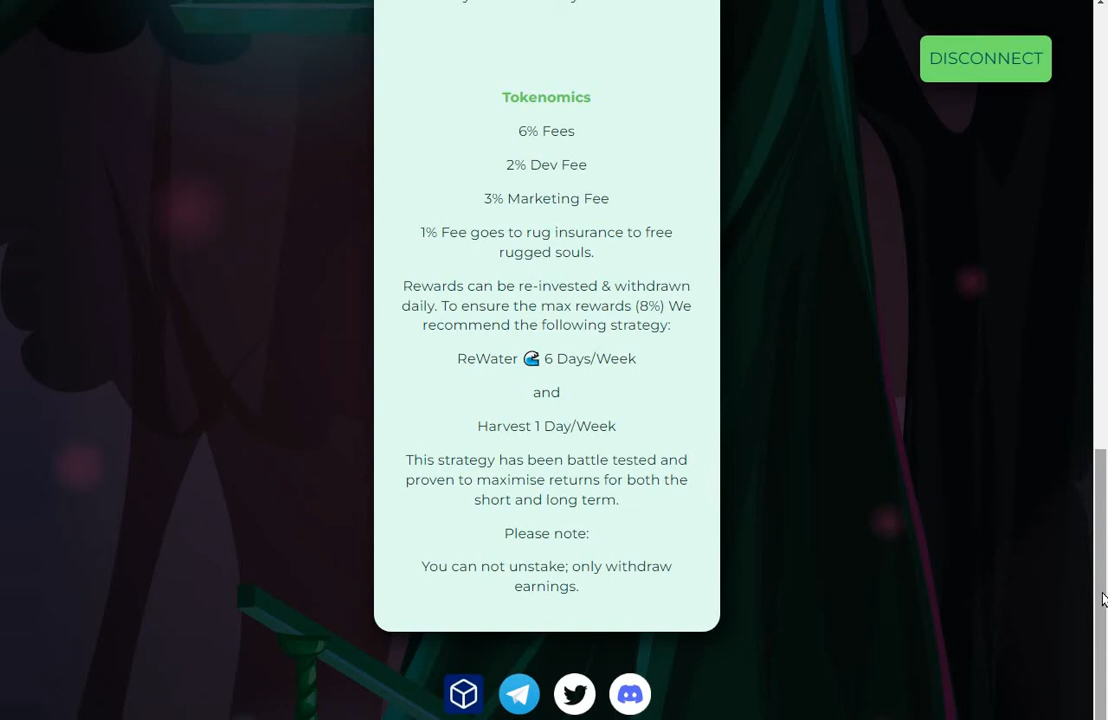 DISCONNECT
Tokenomics
6% Fees
2% Dev Fee
3% Marketing Fee
1% Fee goes to rug insurance to free
rugged souls.
Rewards can be re-invested & withdrawn
daily. To ensure the max rewards (8%) We
recommend the following strategy:
ReWater 🌊 6 Days/Week
and
Harvest 1 Day/Week
This strategy has been battle tested and
proven to maximise returns for both the
short and long term.
Please note:
You can not unstake; only withdraw
earnings.